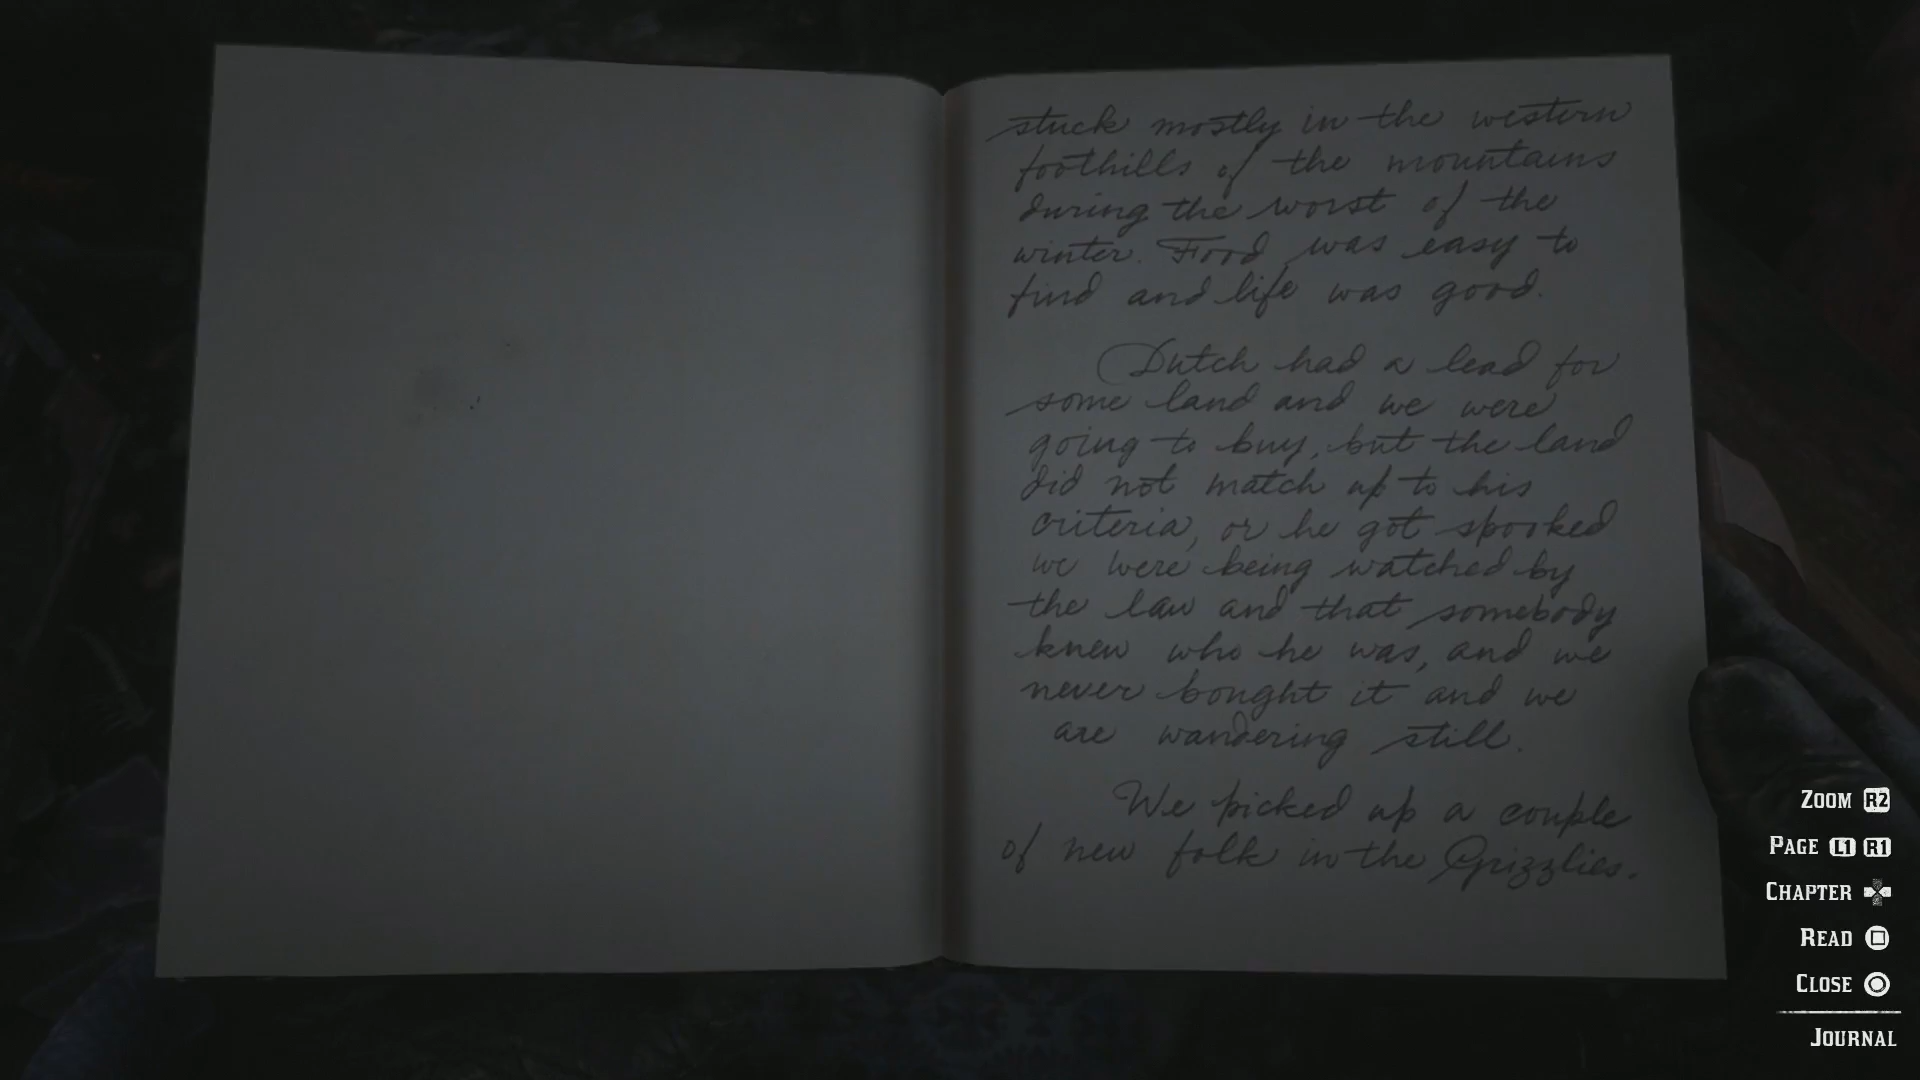 stuck mostly in the western
foothills of the mountains
during the worst of the
winter. Food was easy to
find and life was good.
Dutch had a lead for
some land and we were
going to buy, but the land
did not match up to his
criteria, or he got spooked
we were being watched by
the law and that somebody
knew who he was, and we
never bought it and we
are wandering still.
We picked up a couple
of new folk in the Grizzlies.
ZOOM R2
PAGE L1 R1
CHAPTER
READ
CLOSE
JOURNAL